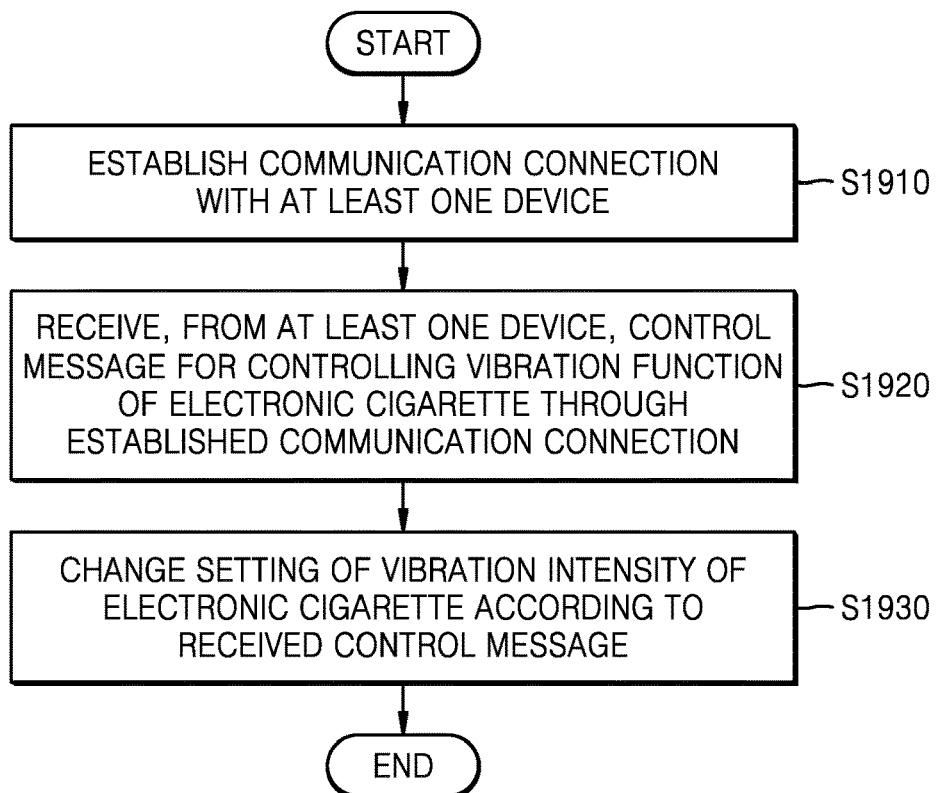 START
ESTABLISH COMMUNICATION CONNECTION
WITH AT LEAST ONE DEVICE
S1910
RECEIVE, FROM AT LEAST ONE DEVICE, CONTROL
MESSAGE FOR CONTROLLING VIBRATION FUNCTION
OF ELECTRONIC CIGARETTE THROUGH
ESTABLISHED COMMUNICATION CONNECTION
S1920
CHANGE SETTING OF VIBRATION INTENSITY OF
ELECTRONIC CIGARETTE ACCORDING TO
RECEIVED CONTROL MESSAGE
S1930
END